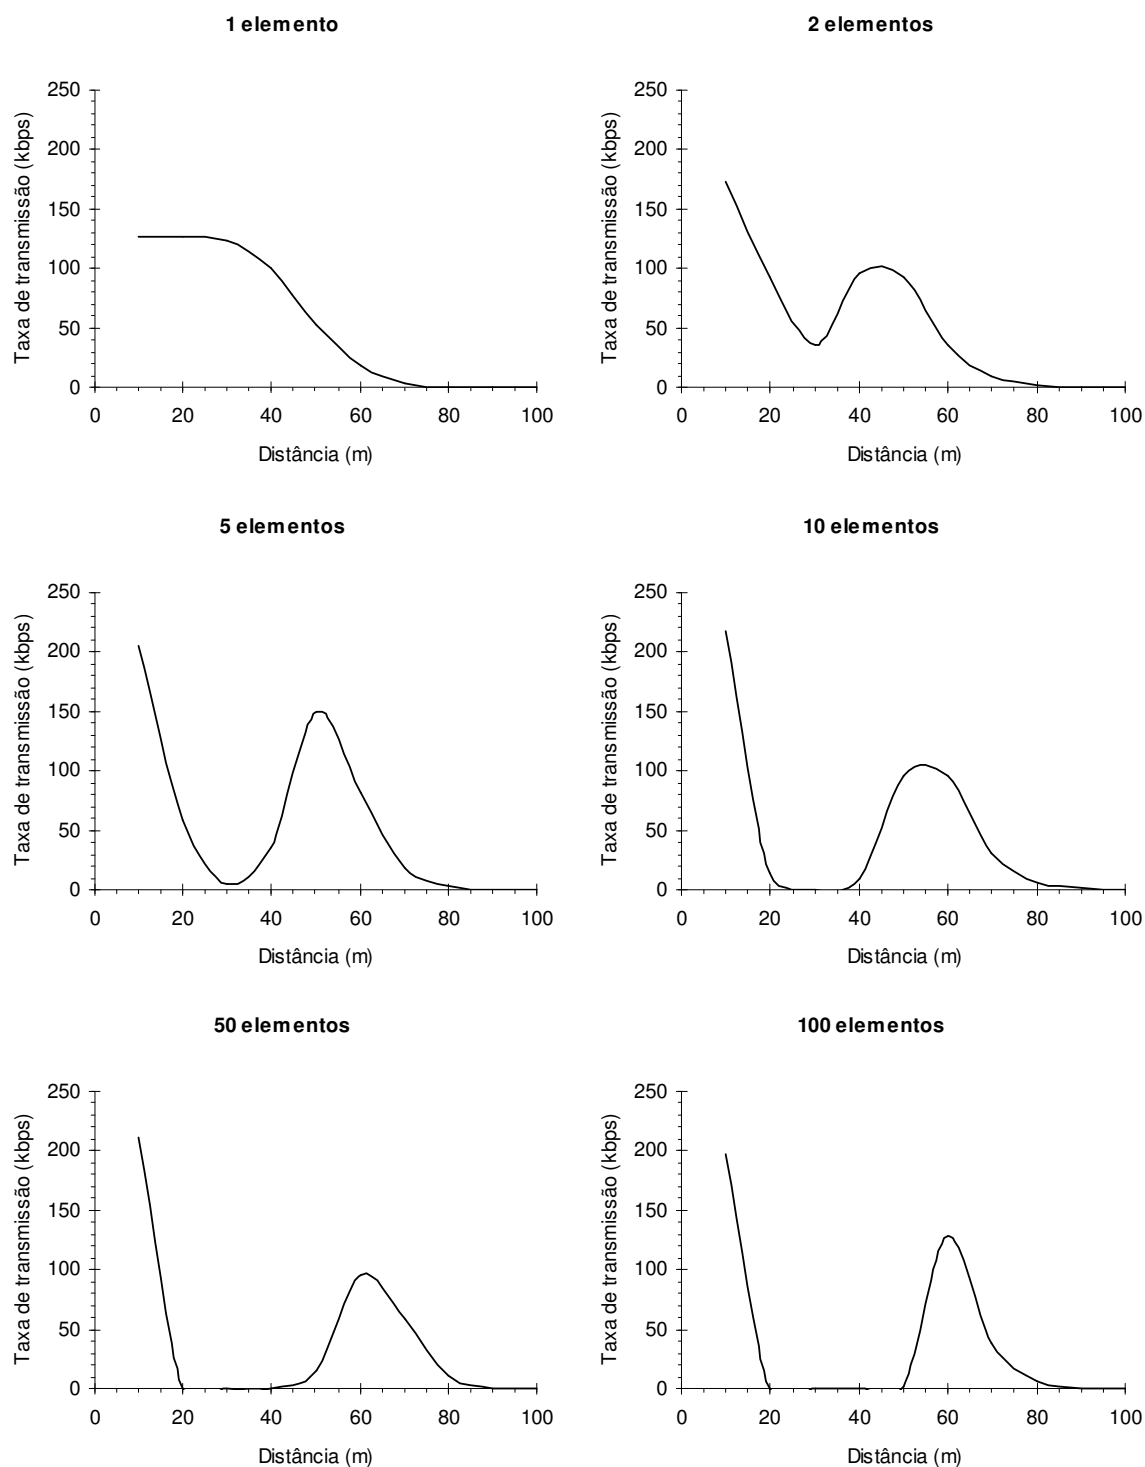 1 elemento
250
200
150
100
50
0
0 20 40 60 80 100
Taxa de transmissão (kbps)
Distância (m)
2 elementos
250
200
150
100
50
0
0 20 40 60 80 100
Taxa de transmissão (kbps)
Distância (m)
5 elementos
250
200
150
100
50
0
0 20 40 60 80 100
Taxa de transmissão (kbps)
Distância (m)
10 elementos
250
200
150
100
50
0
0 20 40 60 80 100
Taxa de transmissão (kbps)
Distância (m)
50 elementos
250
200
150
100
50
0
0 20 40 60 80 100
Taxa de transmissão (kbps)
Distância (m)
100 elementos
250
200
150
100
50
0
0 20 40 60 80 100
Taxa de transmissão (kbps)
Distância (m)